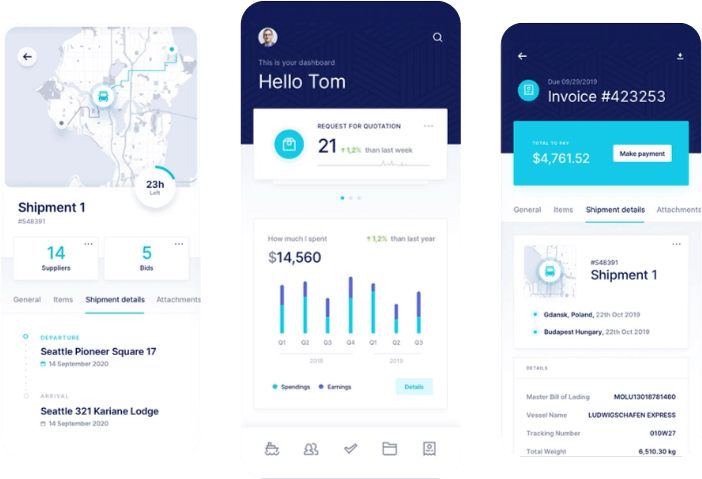 23h
Left
Shipment 1
#S48391
14
Suppliers
5
Bids
General Items Shipment details Attachments
DEPARTURE
Seattle Pioneer Square 17
14 September 2020
ARRIVAL
Seattle 321 Kariane Lodge
14 September 2020
This is your dashboard
Hello Tom
REQUEST FOR QUOTATION
21 1,2% than last week
How much I spent
1,2% than last year
$14,560
Q1 Q2 Q3 Q4 Q1 Q2 Q3
2018 2019
Spendings Earnings Details
Due 09/29/2019
Invoice #423253
TOTAL TO PAY
$4,761.52
Make payment
General Items Shipment details Attachments
#S48391
Shipment 1
Gdansk, Poland, 22th Oct 2019
Budapest Hungary, 22th Oct 2019
DETAILS
Master Bill of Lading MOLU13018781460
Vessel Name LUDWIGSCHAFEN EXPRESS
Tracking Number 010W27
Total Weight 6,510.30 kg